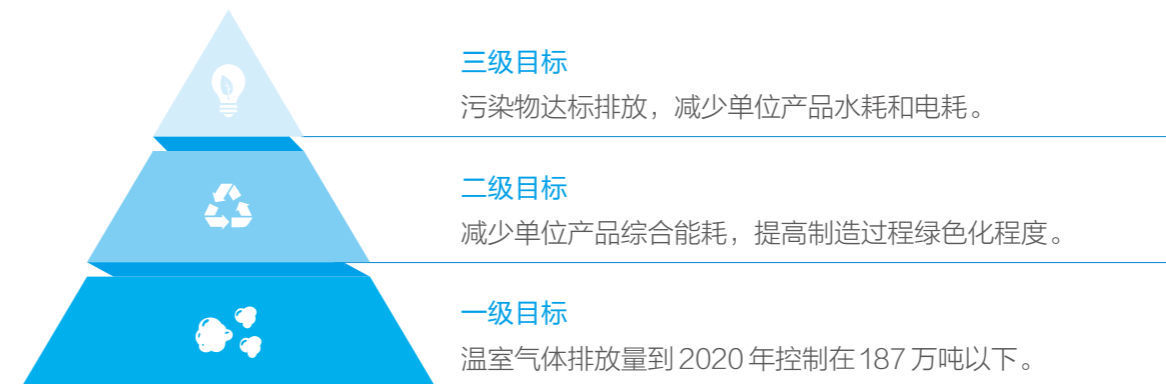 三级目标
污染物达标排放，减少单位产品水耗和电耗。
二级目标
减少单位产品综合能耗，提高制造过程绿色化程度。
一级目标
温室气体排放量到 2020 年控制在 187 万吨以下。